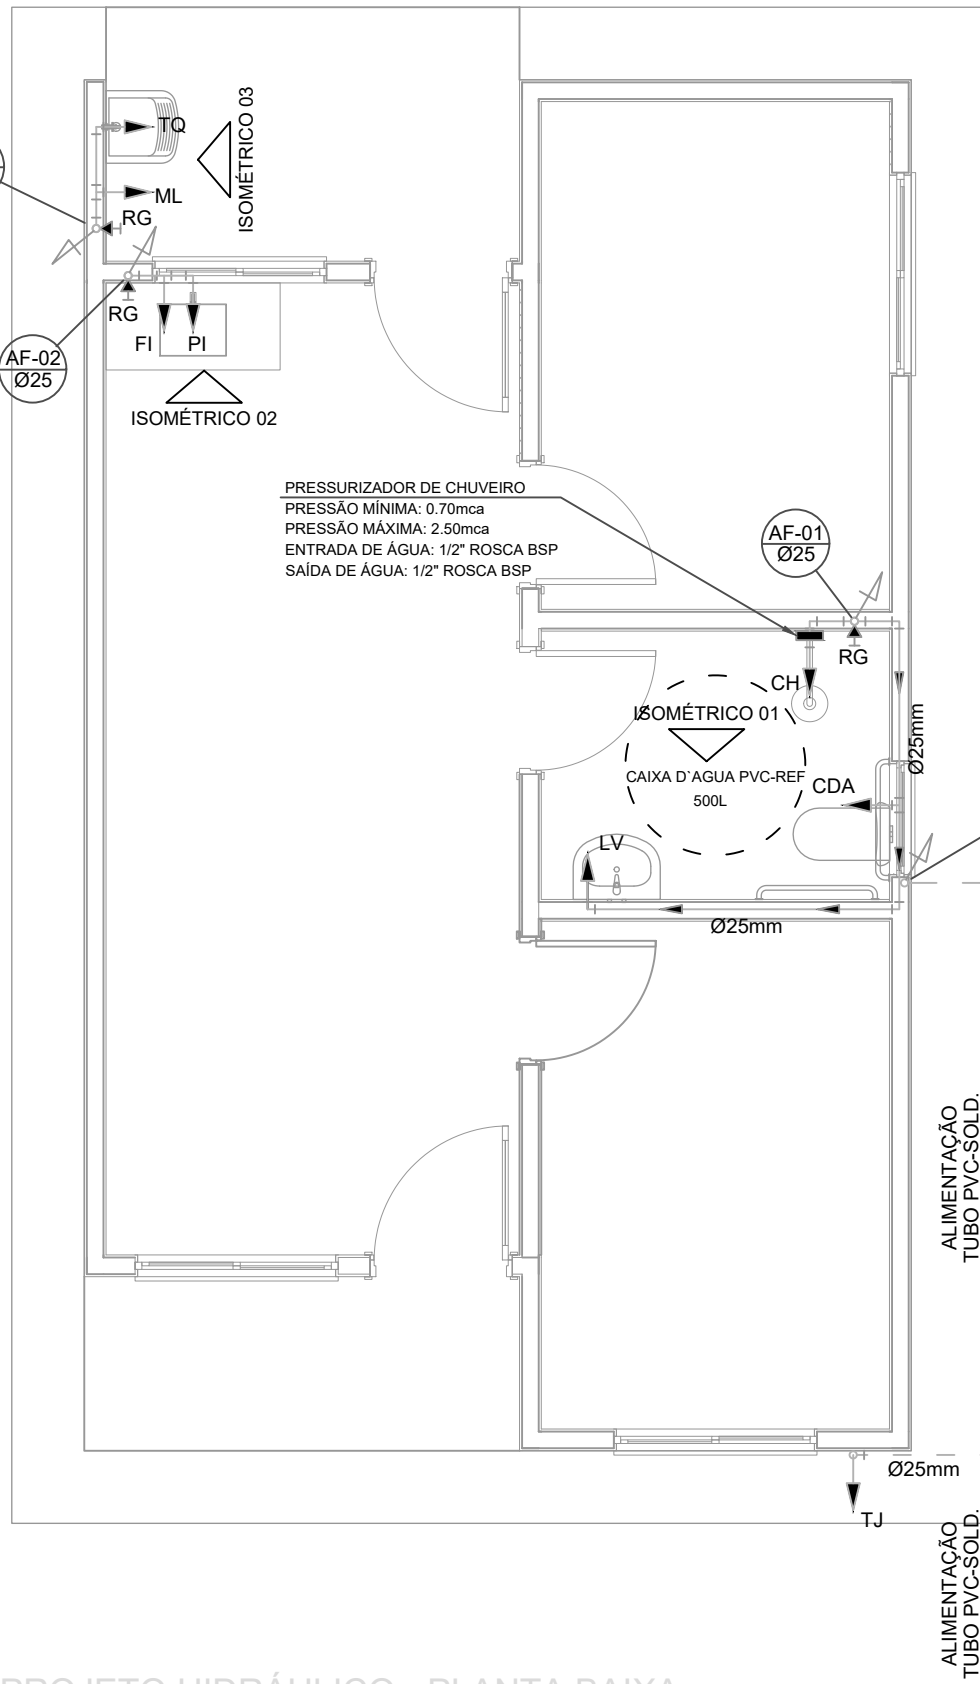 TQ
ISOMÉTRICO 03
ML
RG
RG
FI
PI
AF-02
Ø25
ISOMÉTRICO 02
PRESSURIZADOR DE CHUVEIRO
PRESSÃO MÍNIMA: 0.70mca
PRESSÃO MÁXIMA: 2.50mca
ENTRADA DE ÁGUA: 1/2" ROSCA BSP
SAÍDA DE ÁGUA: 1/2" ROSCA BSP
AF-01
Ø25
RG
CH
ISOMÉTRICO 01
Ø25mm
CAIXA D`AGUA PVC-REF
500L
CDA
LV
Ø25mm
ALIMENTAÇÃO
TUBO PVC-SOLD.
Ø25mm
TJ
ALIMENTAÇÃO
TUBO PVC-SOLD.
PROJETO HIDRÁULICO - PLANTA BAIXA